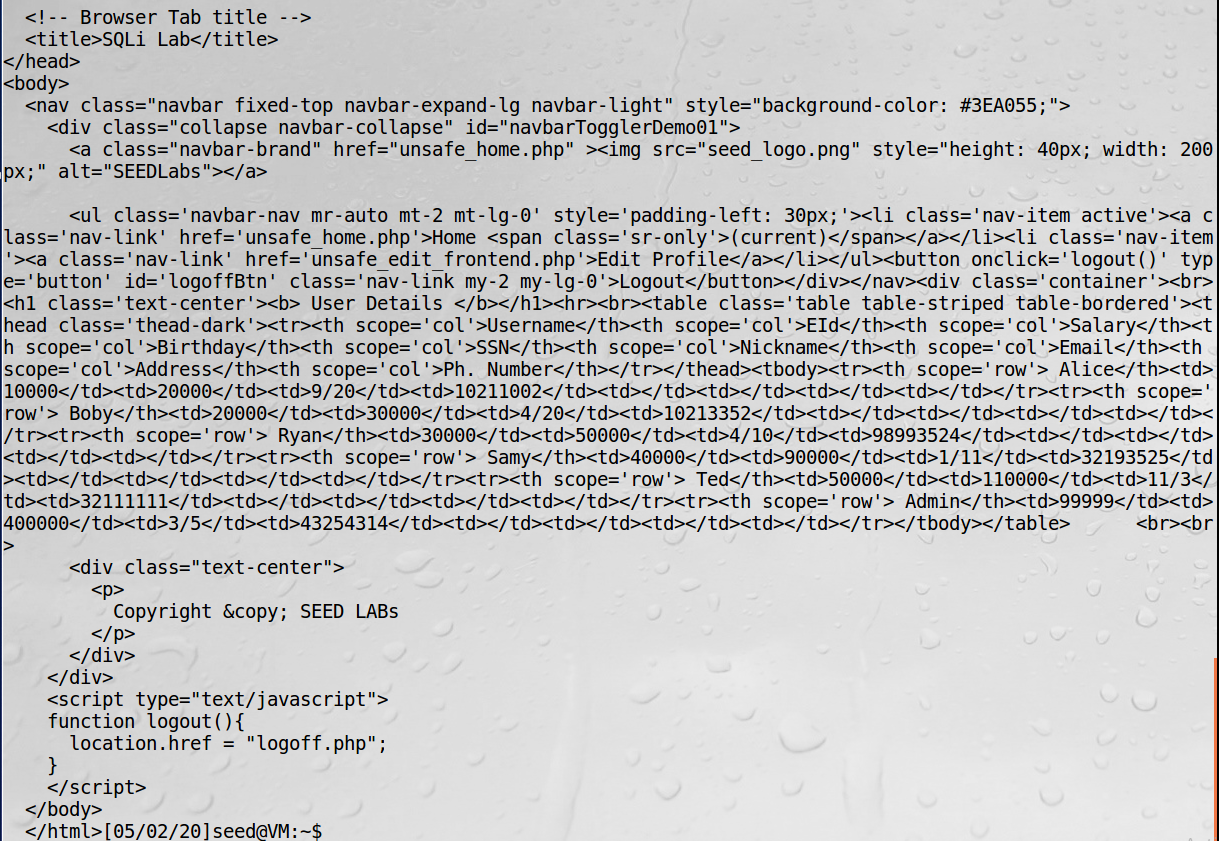 <!-- Browser Tab title -->
<title>SQLi Lab</title>
</head>
<body>
<nav class="navbar fixed-top navbar-expand-lg navbar-light" style="background-color: #3EA055;">
<div class="collapse navbar-collapse" id="navbarTogglerDemo01">
<a class="navbar-brand" href="unsafe_home.php" ><img src="seed_logo.png" style="height: 40px; width: 200
px;" alt="SEEDLabs"></a>
<ul class='navbar-nav mr-auto mt-2 mt-lg-0' style='padding-left: 30px;'><li class='nav-item active'><a c
lass='nav-link' href='unsafe_home.php'>Home <span class='sr-only'>(current)</span></a></li><li class='nav-item
'><a class='nav-link' href='unsafe_edit_frontend.php'>Edit Profile</a></li></ul><button onclick='logout()' typ
e='button' id='logoffBtn' class='nav-link my-2 my-lg-0'>Logout</button></div></nav><div class='container'><br>
<h1 class='text-center'><b> User Details </b></h1><hr><br><table class='table table-striped table-bordered'><t
head class='thead-dark'><tr><th scope='col'>Username</th><th scope='col'>EId</th><th scope='col'>Salary</th><t
h scope='col'>Birthday</th><th scope='col'>SSN</th><th scope='col'>Nickname</th><th scope='col'>Email</th><th 
scope='col'>Address</th><th scope='col'>Ph. Number</th></tr></thead><tbody><tr><th scope='row'> Alice</th><td>
10000</td><td>20000</td><td>9/20</td><td>10211002</td><td></td><td></td><td></td><td></td></tr><tr><th scope='
row'> Boby</th><td>20000</td><td>30000</td><td>4/20</td><td>10213352</td><td></td><td></td><td></td><td></td><
/tr><tr><th scope='row'> Ryan</th><td>30000</td><td>50000</td><td>4/10</td><td>98993524</td><td></td><td></td>
<td></td><td></td></tr><tr><th scope='row'> Samy</th><td>40000</td><td>90000</td><td>1/11</td><td>32193525</td
><td></td><td></td><td></td><td></td></tr><tr><th scope='row'> Ted</th><td>50000</td><td>110000</td><td>11/3</
td><td>32111111</td><td></td><td></td><td></td><td></td></tr><tr><th scope='row'> Admin</th><td>99999</td><td>
400000</td><td>3/5</td><td>43254314</td><td></td><td></td><td></td><td></td></tr></tbody></table>      <br><br
>
<div class="text-center">
<p>
Copyright &copy; SEED LABs
</p>
</div>
</div>
<script type="text/javascript">
function logout(){
location.href = "logoff.php";
}
</script>
</body>
</html>[05/02/20]seed@VM:~$